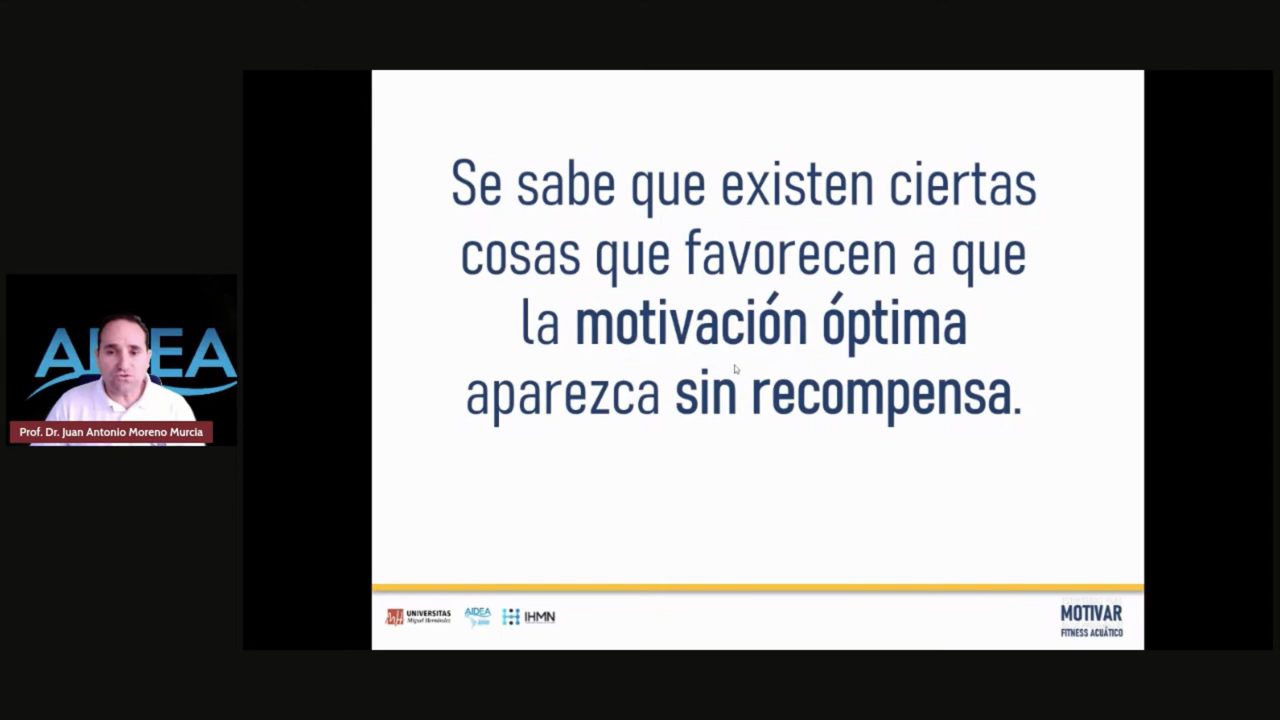 Se sabe que existen ciertas
cosas que favorecen a que
la motivación óptima
aparezca sin recompensa.
AIDEA
Prof. Dr. Juan Antonio Moreno Murcia
UNIVERSITAS
Miguel Hernández
AIDEA
IHMN
MOTIVAR
FITNESS ACUÁTICO